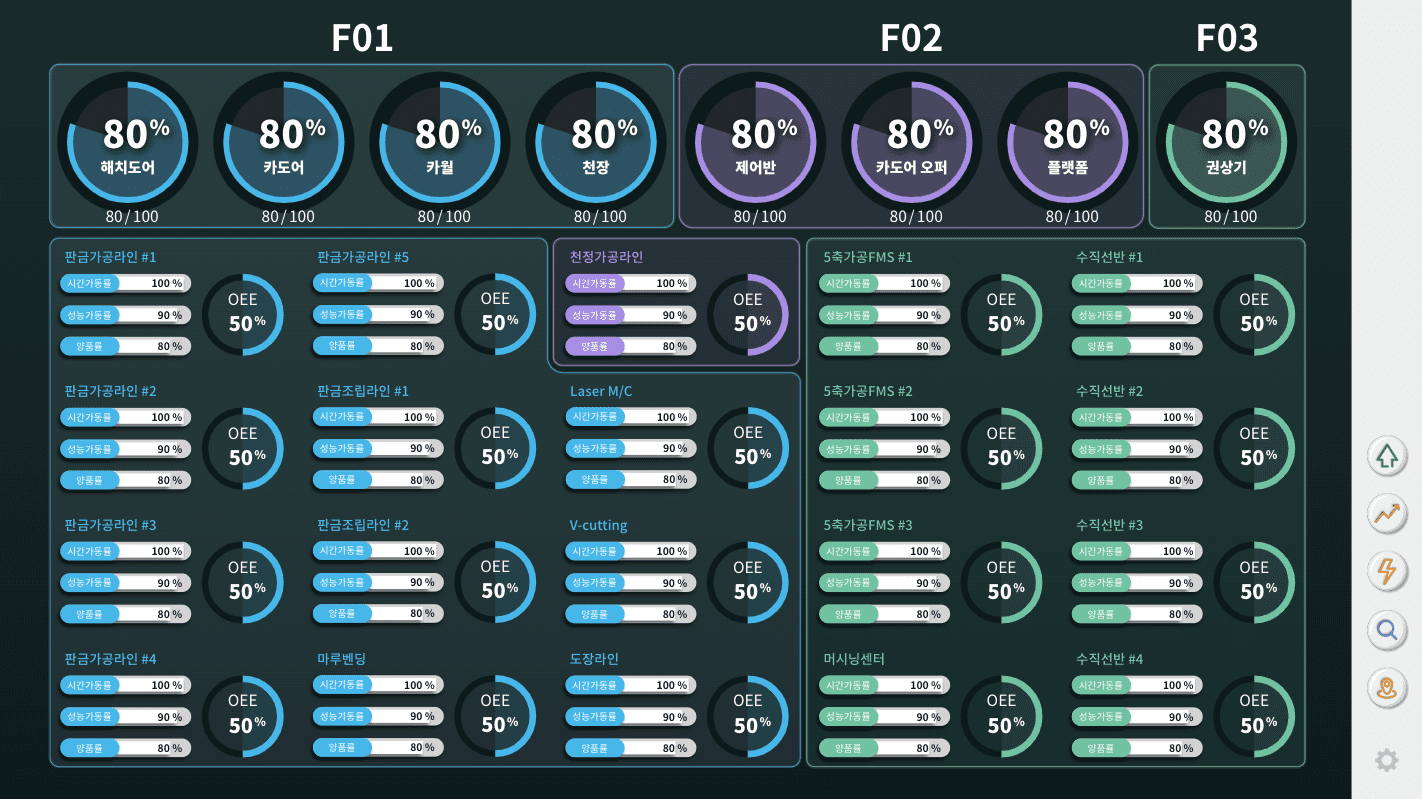 F01
F02
F03
80%
해치도어
80 / 100
80%
카도어
80 / 100
80%
카월
80 / 100
80%
천장
80 / 100
80%
제어반
80 / 100
80%
카도어 오퍼
80 / 100
80%
플랫폼
80 / 100
80%
권상기
80 / 100
판금가공라인 #1
시간가동률 100 %
성능가동률 90 %
양품률 80 %
OEE
50%
판금가공라인 #5
시간가동률 100 %
성능가동률 90 %
양품률 80 %
OEE
50%
천정가공라인
시간가동률 100 %
성능가동률 90 %
양품률 80 %
OEE
50%
5축가공FMS #1
시간가동률 100 %
성능가동률 90 %
양품률 80 %
OEE
50%
수직선반 #1
시간가동률 100 %
성능가동률 90 %
양품률 80 %
OEE
50%
판금가공라인 #2
시간가동률 100 %
성능가동률 90 %
양품률 80 %
OEE
50%
판금조립라인 #1
시간가동률 100 %
성능가동률 90 %
양품률 80 %
OEE
50%
Laser M/C
시간가동률 100 %
성능가동률 90 %
양품률 80 %
OEE
50%
5축가공FMS #2
시간가동률 100 %
성능가동률 90 %
양품률 80 %
OEE
50%
수직선반 #2
시간가동률 100 %
성능가동률 90 %
양품률 80 %
OEE
50%
판금가공라인 #3
시간가동률 100 %
성능가동률 90 %
양품률 80 %
OEE
50%
판금조립라인 #2
시간가동률 100 %
성능가동률 90 %
양품률 80 %
OEE
50%
V-cutting
시간가동률 100 %
성능가동률 90 %
양품률 80 %
OEE
50%
5축가공FMS #3
시간가동률 100 %
성능가동률 90 %
양품률 80 %
OEE
50%
수직선반 #3
시간가동률 100 %
성능가동률 90 %
양품률 80 %
OEE
50%
판금가공라인 #4
시간가동률 100 %
성능가동률 90 %
양품률 80 %
OEE
50%
마루벤딩
시간가동률 100 %
성능가동률 90 %
양품률 80 %
OEE
50%
도장라인
시간가동률 100 %
성능가동률 90 %
양품률 80 %
OEE
50%
머시닝센터
시간가동률 100 %
성능가동률 90 %
양품률 80 %
OEE
50%
수직선반 #4
시간가동률 100 %
성능가동률 90 %
양품률 80 %
OEE
50%